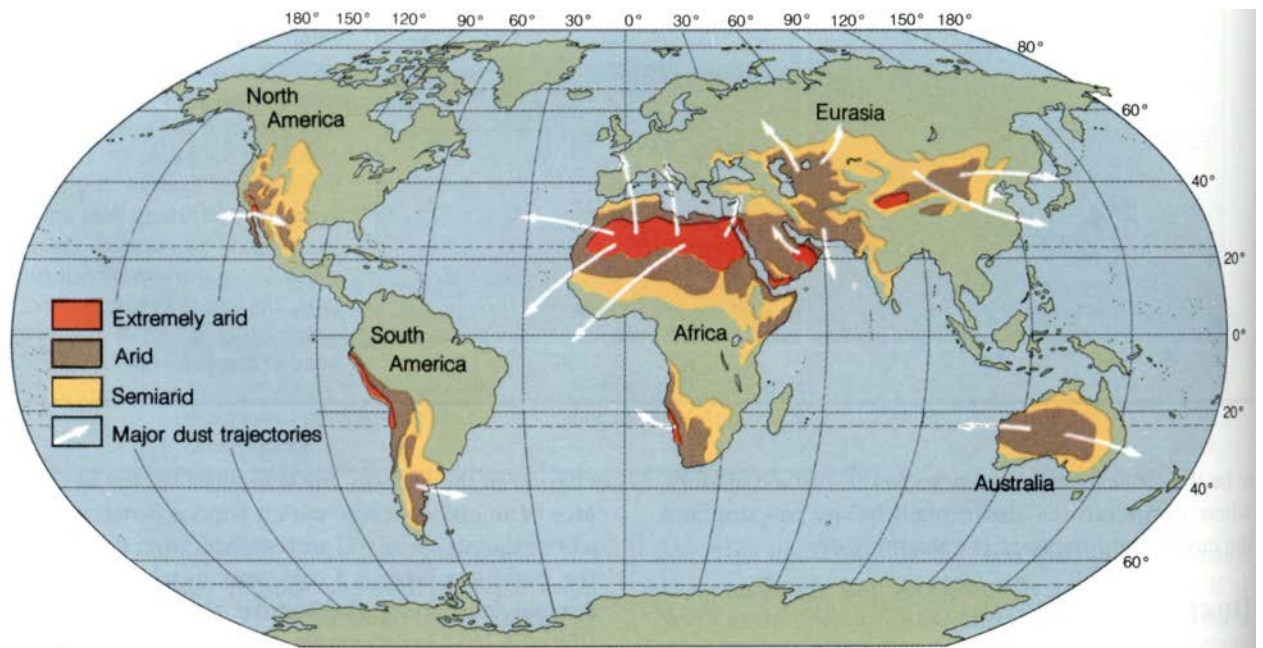 180° 150° 120° 90° 60° 30° 0° 30° 60° 90° 120° 150° 180°
80°
North
America
Eurasia
60°
40°
20°
Extremely arid
South
America
Africa
0°
Arid
Semiarid
20°
Major dust trajectories
Australia
40°
60°